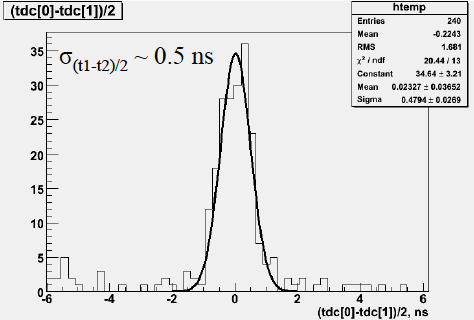 (tdc[0]-tdc[1])/2
htemp
Entries 240
Mean -0.2243
RMS 1.681
χ² / ndf 20.44 / 13
Constant 34.64 ± 3.21
Mean 0.02327 ± 0.03652
Sigma 0.4794 ± 0.0269
σ(t1-t2)/2 ~ 0.5 ns
35
30
25
20
15
10
5
0
-6 -4 -2 0 2 4 6
(tdc[0]-tdc[1])/2, ns